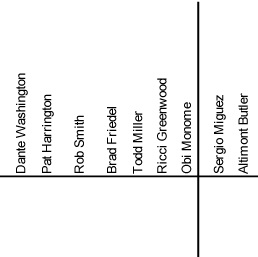 Dante Washington
Pat Harrington
Rob Smith
Brad Friedel
Todd Miller
Ricci Greenwood
Obi Monome
Sergio Miguez
Altimont Butler